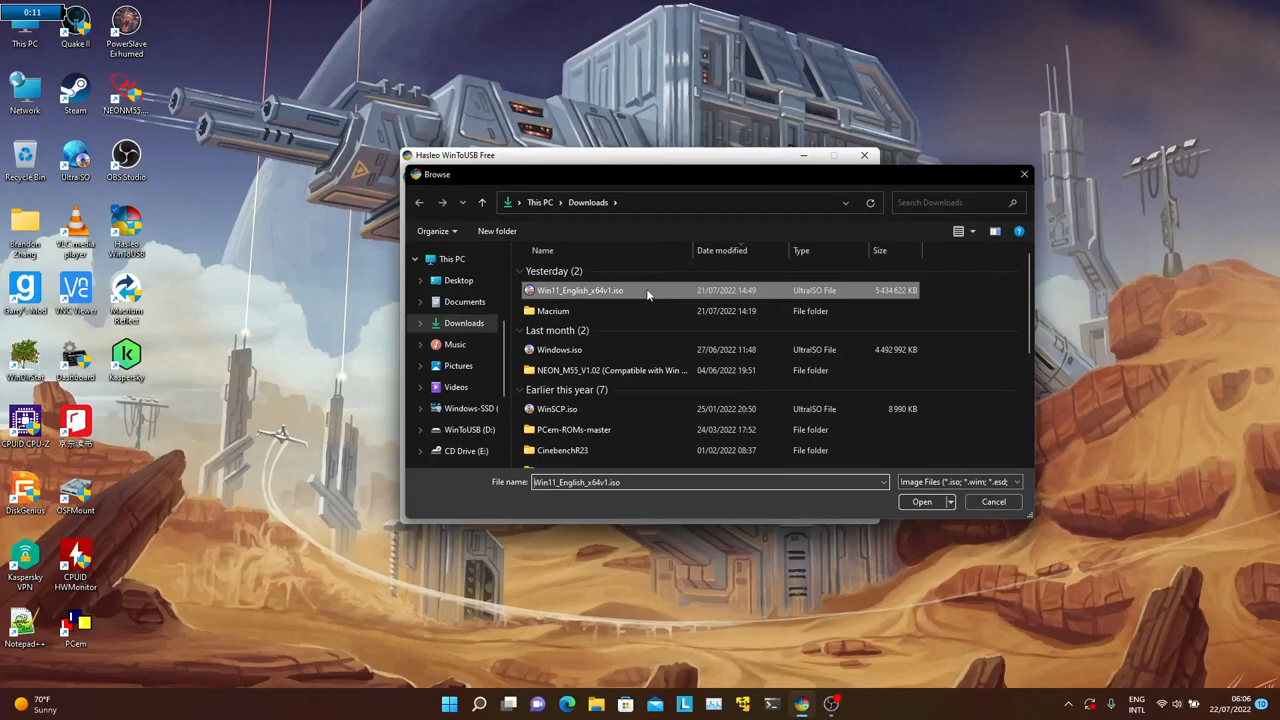 0:11
This PC
Quake II
PowerSlave
Exhumed
Network
Steam
NEONM55....
Recycle Bin
UltraISO
OBS Studio
Brandon
Zhang
VLC media
player
Hasleo
WinToUSB
Garry's Mod
VNC Viewer
Macrium
Reflect
WinDirStat
Dashboard
Kaspersky
CPUID CPU-Z
京东读书
DiskGenius
OSFMount
Kaspersky
VPN
CPUID
HWMonitor
Notepad++
PCem
Hasleo WinToUSB Free
Browse
This PC
Downloads
Search Downloads
Organize
New folder
This PC
Desktop
Documents
Downloads
Music
Pictures
Videos
Windows-SSD (
WinToUSB (D:)
CD Drive (E:)
Name Date modified Type Size
Yesterday (2)
Win11_English_x64v1.iso 21/07/2022 14:49 UltraISO File 5 434 622 KB
Macrium 21/07/2022 14:19 File folder
Last month (2)
Windows.iso 27/06/2022 11:48 UltraISO File 4 492 992 KB
NEON_M55_V1.02 (Compatible with Win ... 04/06/2022 19:51 File folder
Earlier this year (7)
WinSCP.iso 25/01/2022 20:50 UltraISO File 8 990 KB
PCem-ROMs-master 24/03/2022 17:52 File folder
CinebenchR23 01/02/2022 08:37 File folder
File name: Win11_English_x64v1.iso Image Files (*.iso; *.wim; *.esd;
Open Cancel
70°F
Sunny
ENG
INTL
06:06
22/07/2022